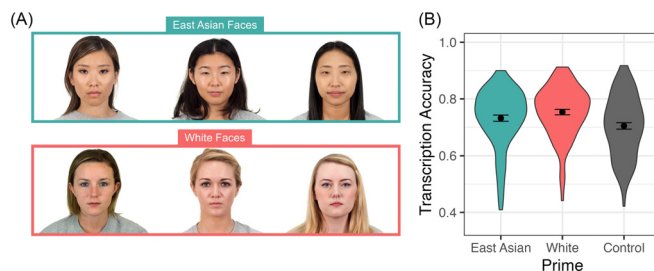 (A)
East Asian Faces
White Faces
(B)
Transcription Accuracy
1.0
0.8
0.6
0.4
East Asian White Control
Prime